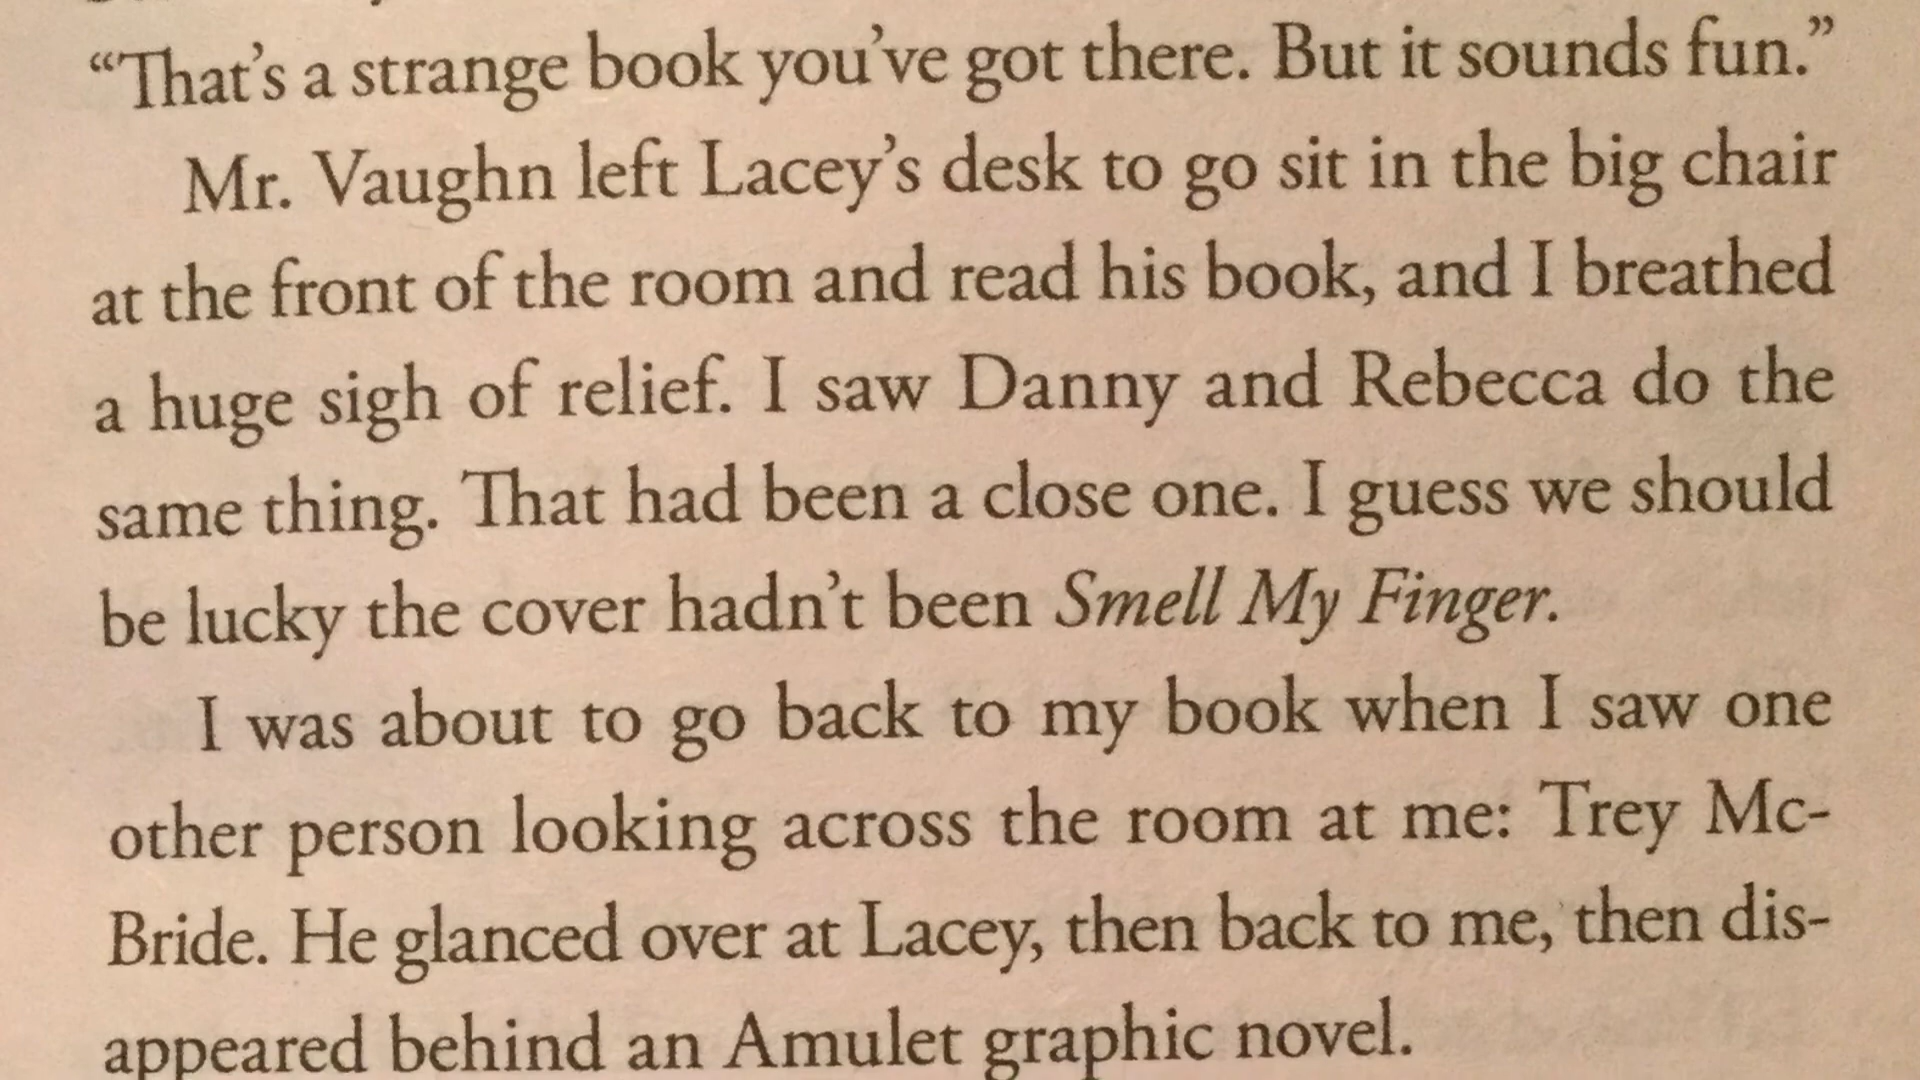 “That’s a strange book you’ve got there. But it sounds fun.”
Mr. Vaughn left Lacey’s desk to go sit in the big chair
at the front of the room and read his book, and I breathed
a huge sigh of relief. I saw Danny and Rebecca do the
same thing. That had been a close one. I guess we should
be lucky the cover hadn’t been Smell My Finger.
I was about to go back to my book when I saw one
other person looking across the room at me: Trey Mc-
Bride. He glanced over at Lacey, then back to me, then dis-
appeared behind an Amulet graphic novel.